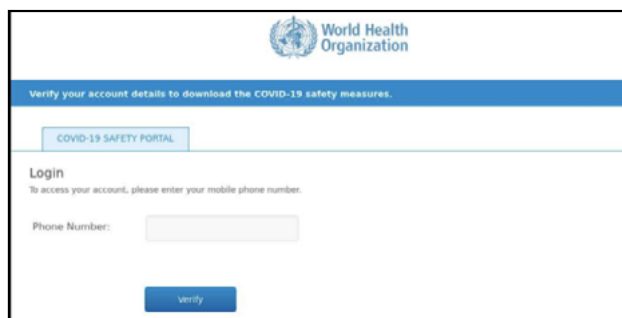 World Health
Organization
Verify your account details to download the COVID-19 safety measures.
COVID-19 SAFETY PORTAL
Login
To access your account, please enter your mobile phone number.
Phone Number:
Verify